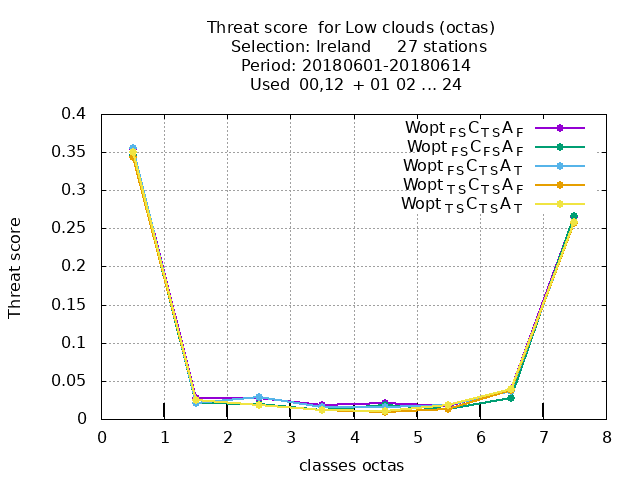 Threat score for Low clouds (octas)
Selection: Ireland 27 stations
Period: 20180601-20180614
Used 00,12 + 01 02 ... 24
Wopt FS C TS A F
Wopt FS C FS A F
Wopt FS C TS A T
Wopt TS C TS A F
Wopt TS C TS A T
0.4
0.35
0.3
0.25
0.2
0.15
0.1
0.05
0
Threat score
0 1 2 3 4 5 6 7 8
classes octas